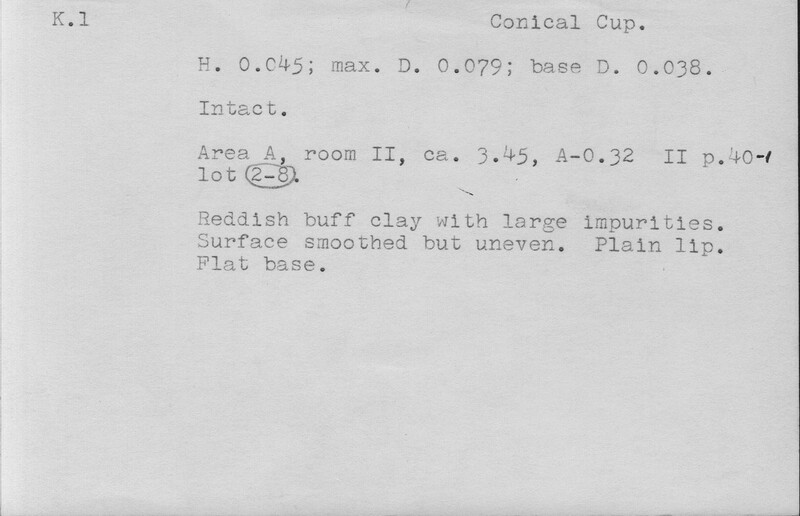 K.1 Conical Cup.
H. 0.045; max. D. 0.079; base D. 0.038.
Intact.
Area A, room II, ca. 3.45, A-0.32 II p.40-1
lot 2-8.
Reddish buff clay with large impurities.
Surface smoothed but uneven. Plain lip.
Flat base.